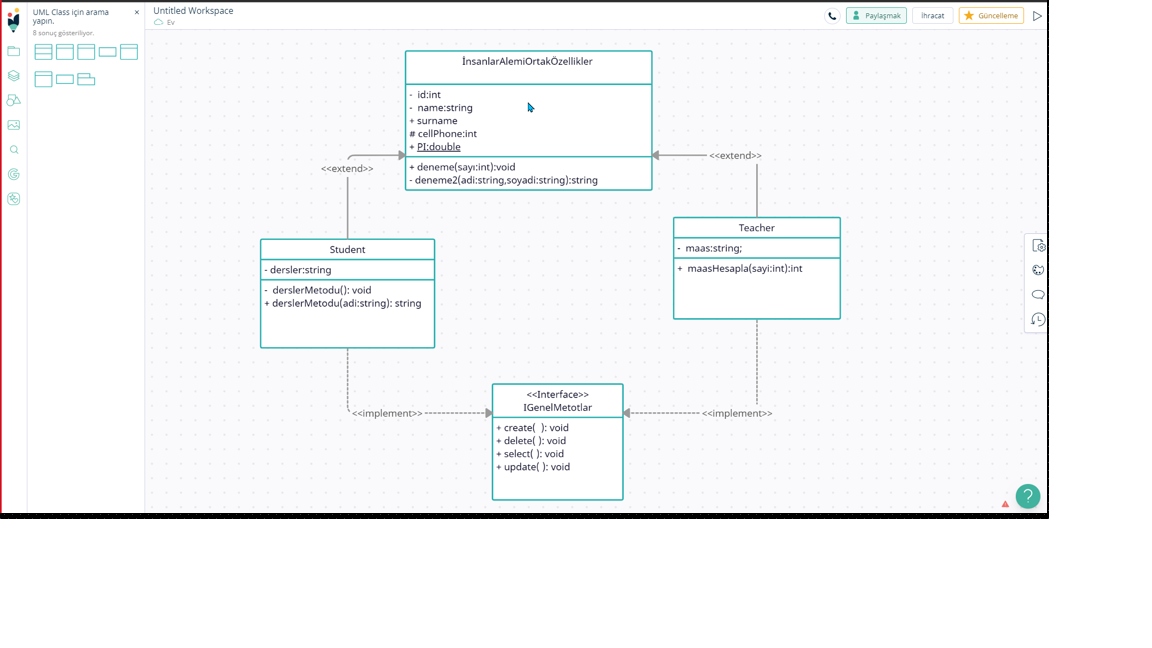 UML Class için arama
yapın.
×
8 sonuç gösteriliyor.
Untitled Workspace
Ev
Paylaşmak
İhracat
Güncelleme
İnsanlarAlemiOrtakÖzellikler
- id:int
- name:string
+ surname
# cellPhone:int
+ PI:double
+ deneme(sayı:int):void
- deneme2(adi:string,soyadi:string):string
<<extend>>
<<extend>>
Student
- dersler:string
- derslerMetodu(): void
+ derslerMetodu(adi:string): string
Teacher
- maas:string;
+ maasHesapla(sayi:int):int
<<implement>>
<<implement>>
<<Interface>>
IGenelMetotlar
+ create( ): void
+ delete( ): void
+ select( ): void
+ update( ): void
?